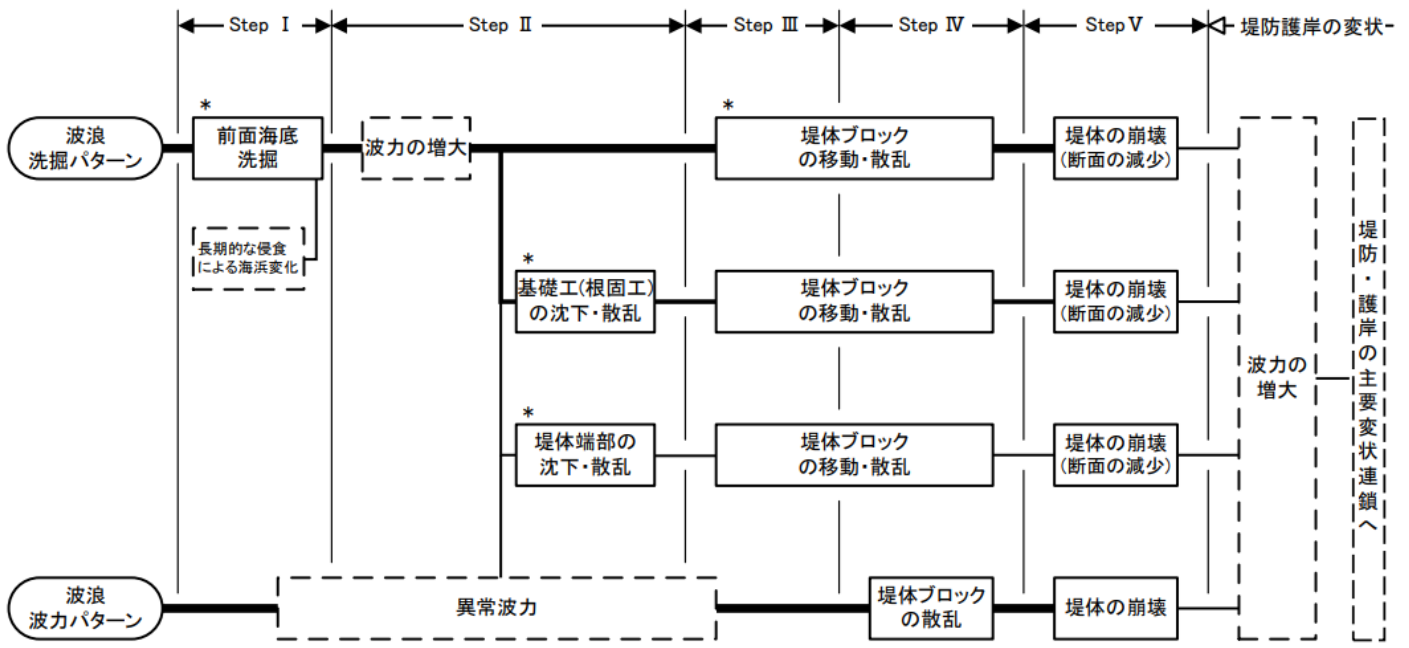 Step Ⅰ
Step Ⅱ
Step Ⅲ
Step Ⅳ
Step Ⅴ
堤防護岸の変状
波浪
洗掘パターン
*
前面海底
洗掘
波力の増大
*
堤体ブロック
の移動・散乱
堤体の崩壊
(断面の減少)
長期的な侵食
による海浜変化
*
基礎工(根固工)
の沈下・散乱
堤体ブロック
の移動・散乱
堤体の崩壊
(断面の減少)
*
堤体端部の
沈下・散乱
堤体ブロック
の移動・散乱
堤体の崩壊
(断面の減少)
波浪
波力パターン
異常波力
堤体ブロック
の散乱
堤体の崩壊
波力の
増大
堤防・護岸の主要変状連鎖へ